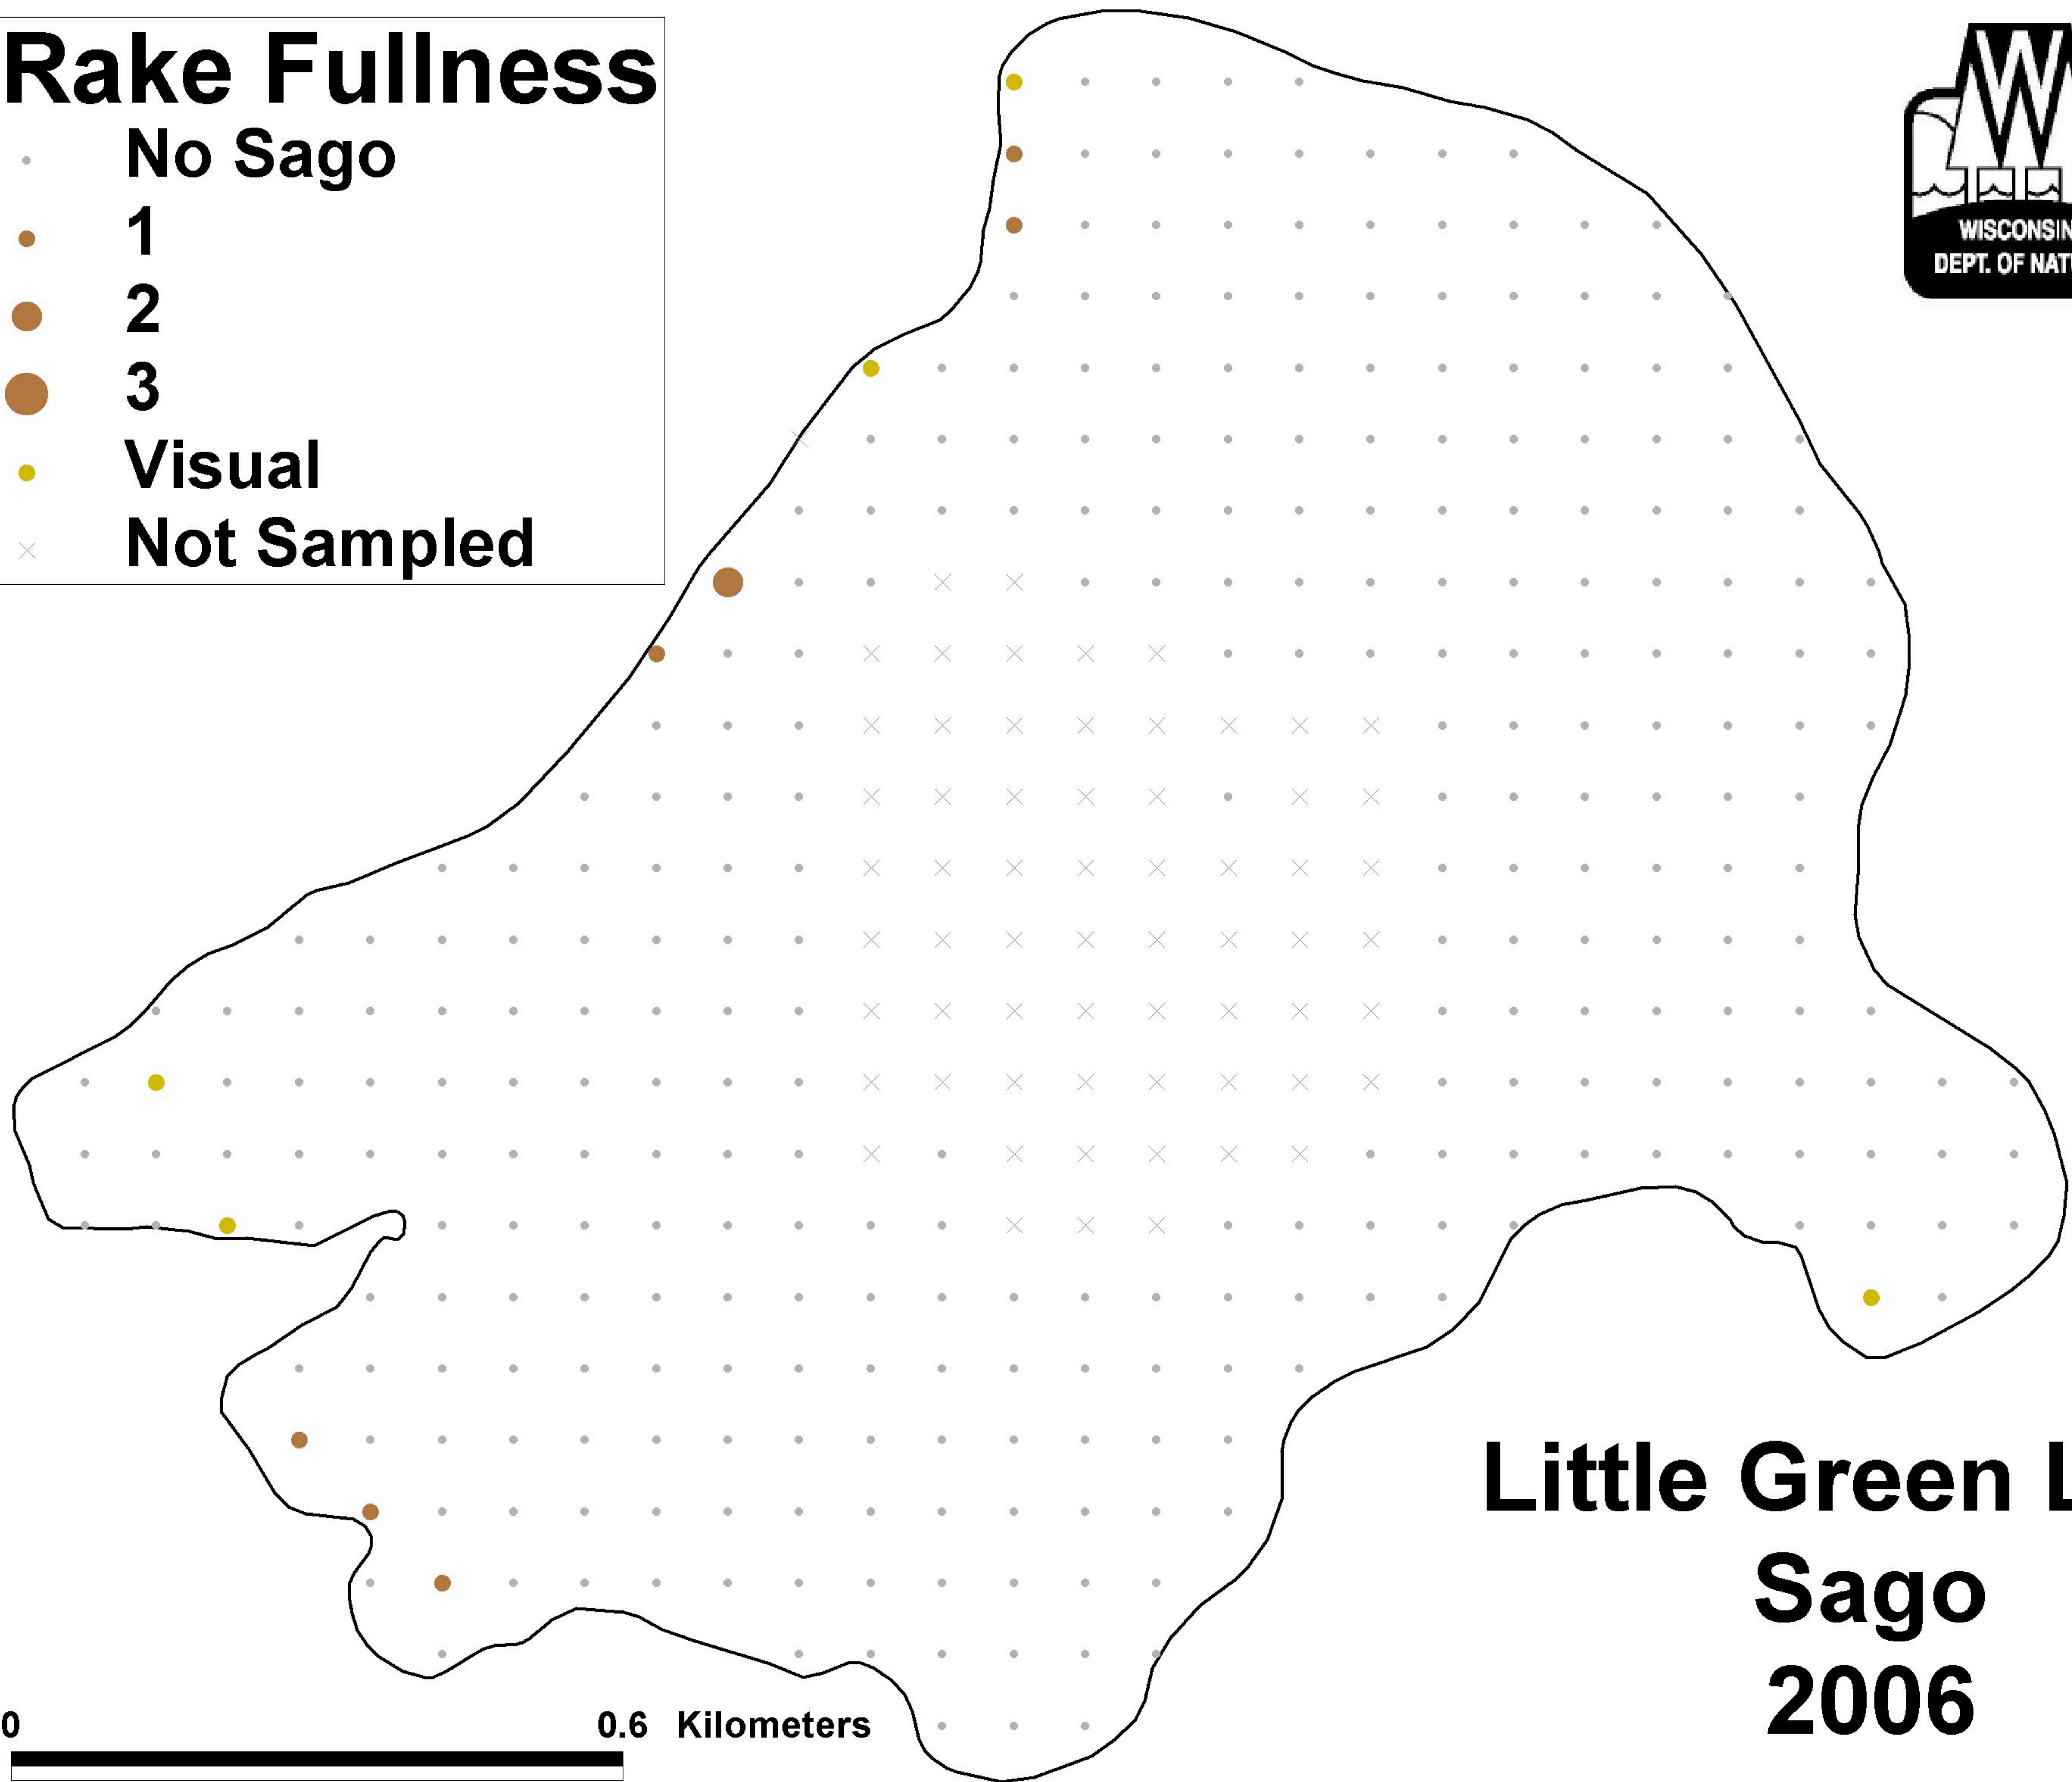 Rake Fullness
No Sago
1
2
3
Visual
Not Sampled
WISCONSIN
DEPT. OF NAT
Little Green L
Sago
2006
0 0.6 Kilometers